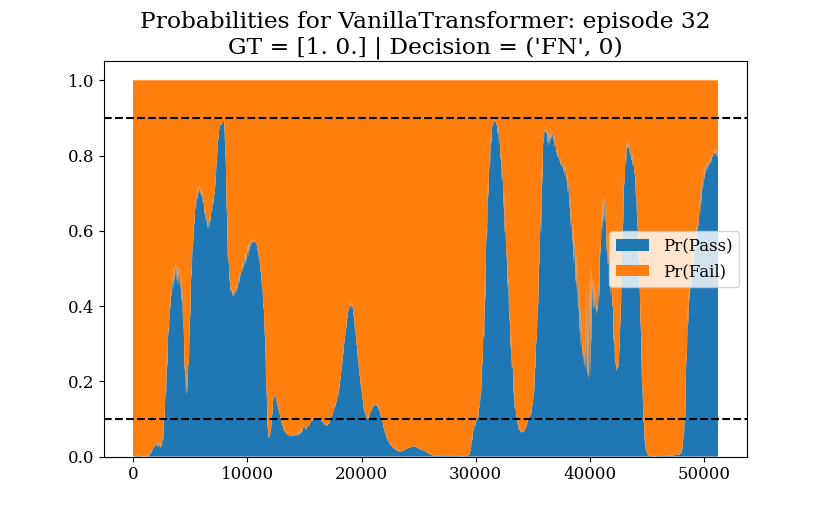 Probabilities for VanillaTransformer: episode 32
GT = [1. 0.] | Decision = ('FN', 0)
1.0
0.8
0.6
0.4
0.2
0.0
Pr(Pass)
Pr(Fail)
0 10000 20000 30000 40000 50000